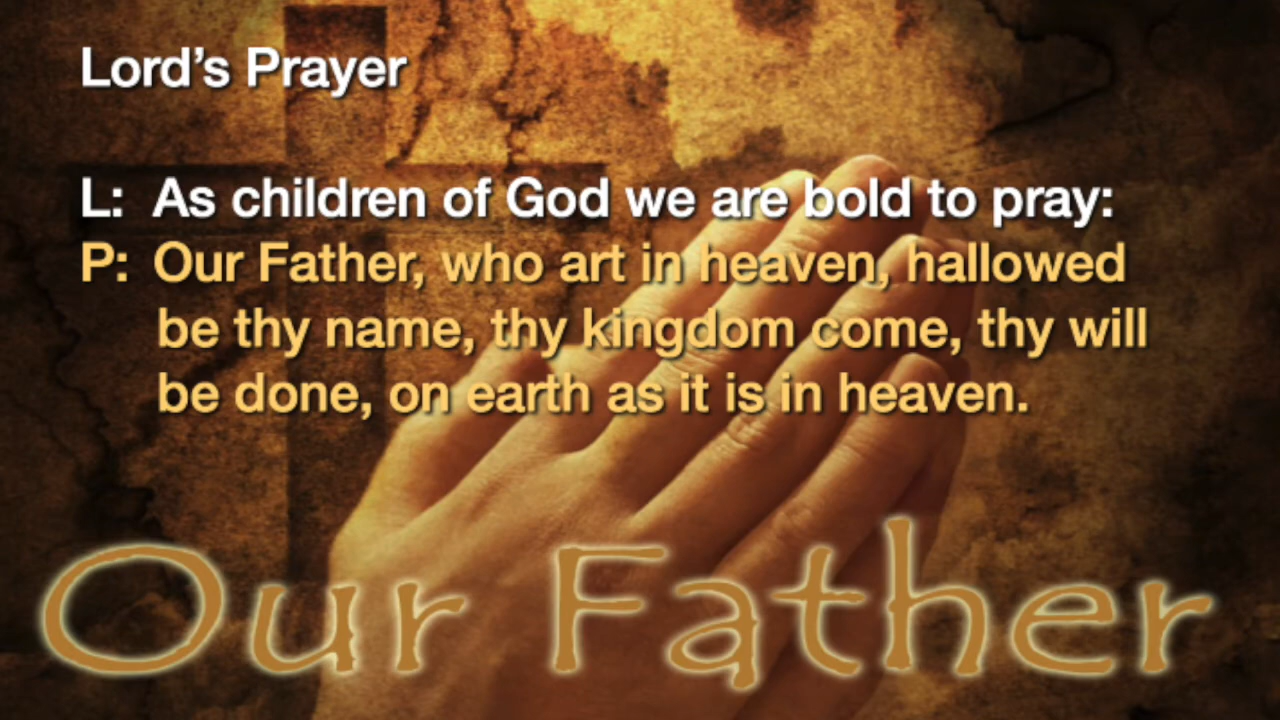 Lord’s Prayer
L: As children of God we are bold to pray:
P: Our Father, who art in heaven, hallowed
be thy name, thy kingdom come, thy will
be done, on earth as it is in heaven.
Our Father